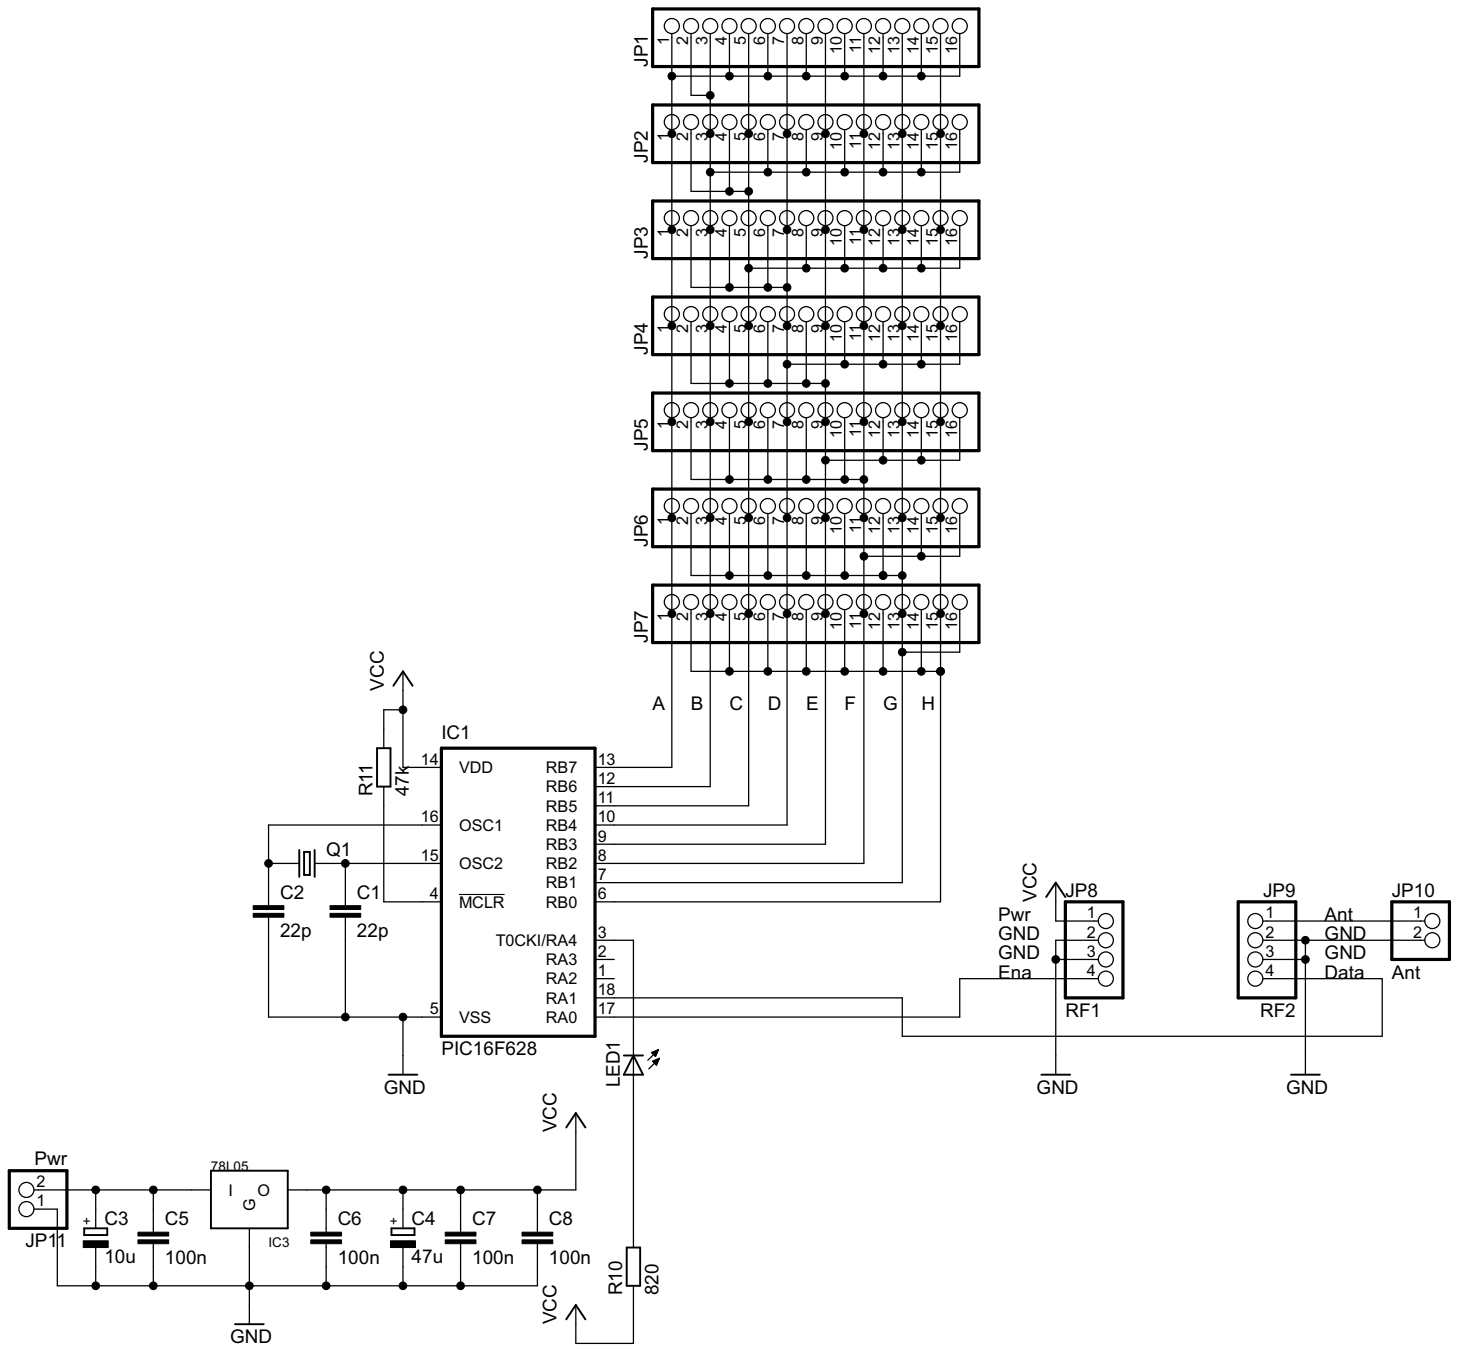 JP1
1 2 3 4 5 6 7 8 9 10 11 12 13 14 15 16
JP2
1 2 3 4 5 6 7 8 9 10 11 12 13 14 15 16
JP3
1 2 3 4 5 6 7 8 9 10 11 12 13 14 15 16
JP4
1 2 3 4 5 6 7 8 9 10 11 12 13 14 15 16
JP5
1 2 3 4 5 6 7 8 9 10 11 12 13 14 15 16
JP6
1 2 3 4 5 6 7 8 9 10 11 12 13 14 15 16
JP7
1 2 3 4 5 6 7 8 9 10 11 12 13 14 15 16
A B C D E F G H
VCC
R11
47k
IC1
14 VDD RB7 13
RB6 12
RB5 11
16 OSC1 RB4 10
RB3 9
15 OSC2 RB2 8
RB1 7
4 MCLR RB0 6
T0CKI/RA4 3
RA3 2
RA2 1
RA1 18
5 VSS RA0 17
PIC16F628
Q1
C2
22p
C1
22p
GND
VCC
JP8
Pwr 1
GND 2
GND 3
Ena 4
RF1
GND
JP9
1 Ant
2 GND
3 GND
4 Data
RF2
GND
JP10
1
2
Ant
LED1
VCC
Pwr
2
1
JP11
78L05
I G O
IC3
C3
10u
+
C5
100n
C6
100n
C4
47u
+
C7
100n
C8
100n
GND
R10
820
VCC